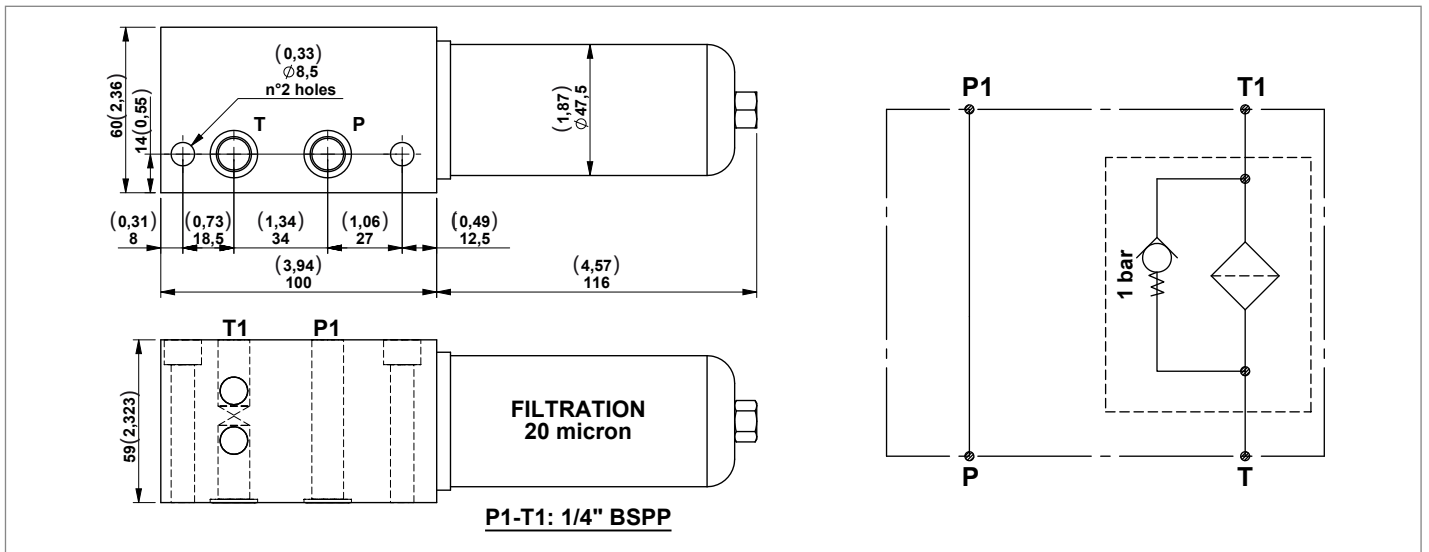 (0,33)
∅8,5
n°2 holes
60(2,36)
14(0,55)
T
P
(1,87)
∅47,5
(0,31)
8
(0,73)
18,5
(1,34)
34
(1,06)
27
(0,49)
12,5
(3,94)
100
(4,57)
116
T1
P1
59(2,323)
FILTRATION
20 micron
P1-T1: 1/4" BSPP
P1
T1
1 bar
P
T